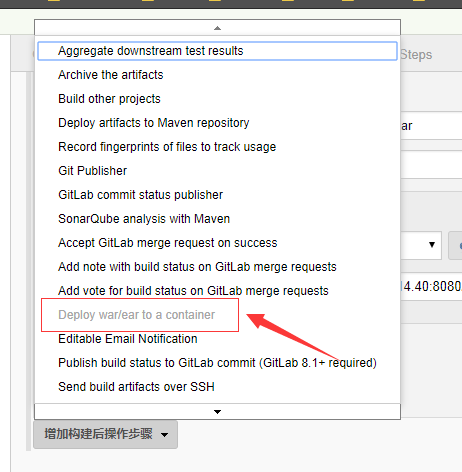 Steps
Aggregate downstream test results
Archive the artifacts
Build other projects
Deploy artifacts to Maven repository
ar
Record fingerprints of files to track usage
Git Publisher
GitLab commit status publisher
SonarQube analysis with Maven
Accept GitLab merge request on success
Add note with build status on GitLab merge requests
Add vote for build status on GitLab merge requests
4.40:8080
Deploy war/ear to a container
Editable Email Notification
Publish build status to GitLab commit (GitLab 8.1+ required)
Send build artifacts over SSH
增加构建后操作步骤